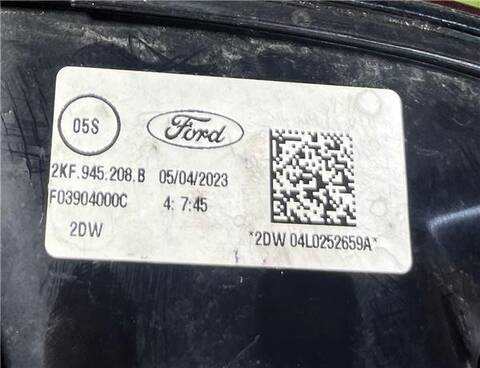 05S
Ford
2KF.945.208.B 05/04/2023
F03904000C 4: 7:45
2DW
*2DW 04L0252659A*